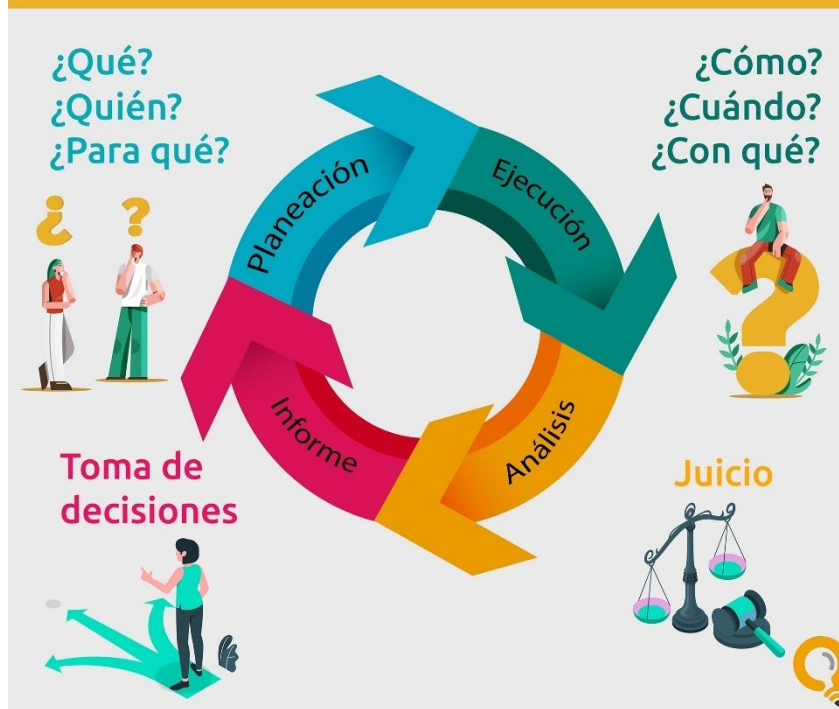 ¿Qué?
¿Quién?
¿Para qué?
¿Cómo?
¿Cuándo?
¿Con qué?
Planeación
Ejecución
Análisis
Informe
Toma de
decisiones
Juicio